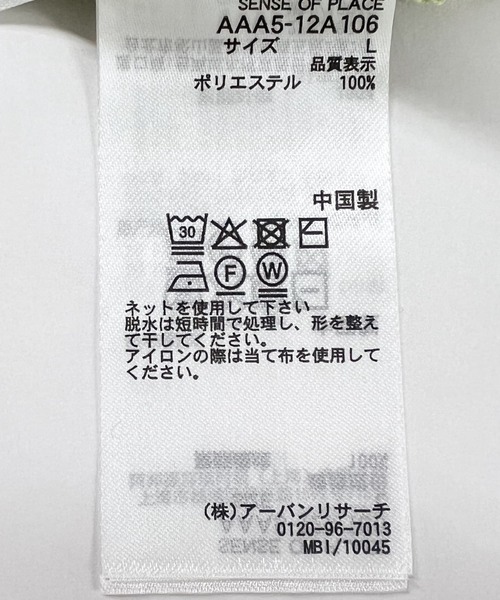 SENSE OF PLACE
AAA5-12A106
サイズ L
品質表示
ポリエステル 100%
中国製
30
F W
ネットを使用して下さい
脱水は短時間で処理し、形を整え
て干してください。
アイロンの際は当て布を使用して
ください。
(株)アーバンリサーチ
0120-96-7013
MBI/10045